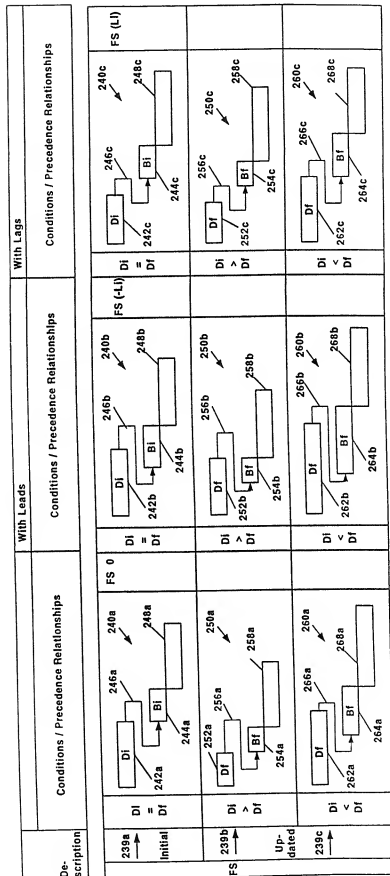 De-
scription
Conditions / Precedence Relationships
With Leads
Conditions / Precedence Relationships
With Lags
Conditions / Precedence Relationships
FS
239a
Initial
Di = Df
FS 0
Di
242a
246a
Bi
244a
240a
248a
Di = Df
FS (-Li)
Di
242b
246b
Bi
244b
240b
248b
Di = Df
FS (LI)
Di
242c
246c
Bi
244c
240c
248c
239b
Up-
dated
Di > Df
252a
Df
256a
Bf
254a
250a
258a
Di > Df
Df
252b
256b
Bf
254b
250b
258b
Di > Df
Df
252c
256c
Bf
254c
250c
258c
239c
Di < Df
Df
262a
266a
Bf
264a
260a
268a
Di < Df
Df
262b
266b
Bf
264b
260b
268b
Di < Df
Df
262c
266c
Bf
264c
260c
268c